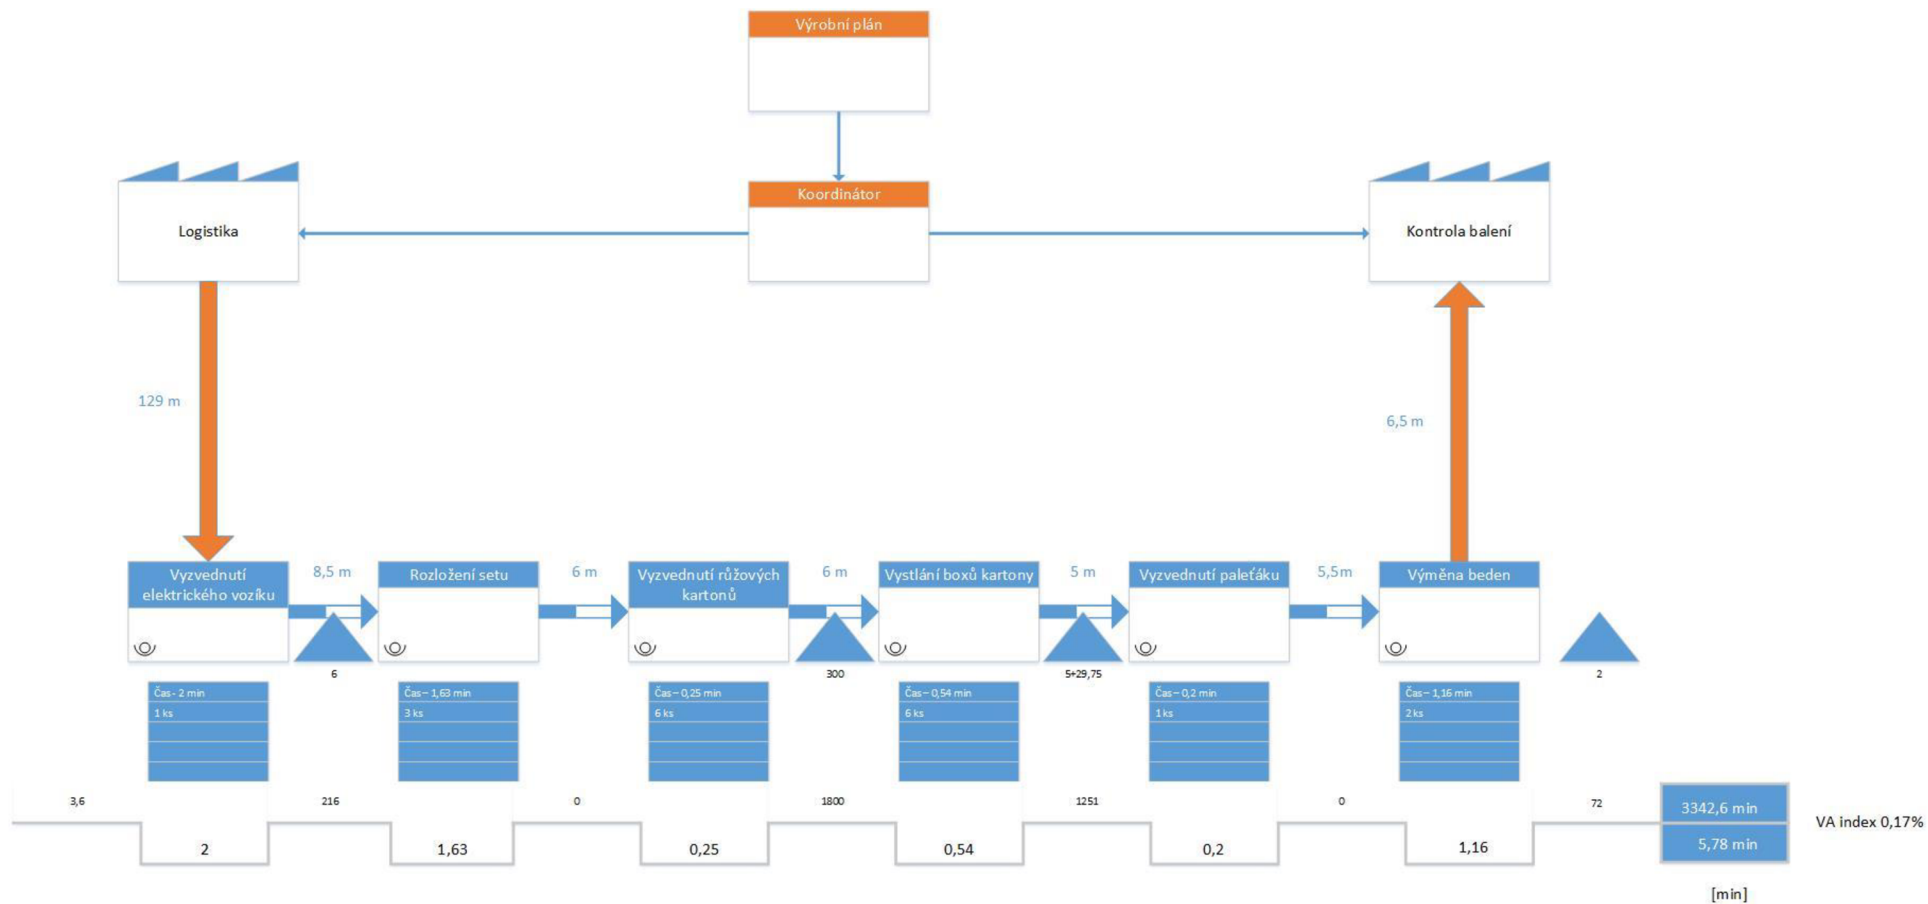 Výrobní plán
Koordinátor
Logistika
Kontrola balení
129 m
6,5 m
Vyzvednutí
elektrického vozíku
8,5 m
Rozložení setu
6 m
Vyzvednutí růžových
kartonů
6 m
Vystlání boxů kartony
5 m
Vyzvednutí paleťáku
5,5m
Výměna beden
6
300
5+29,75
2
Čas- 2 min
1 ks
Čas– 1,63 min
3 ks
Čas– 0,25 min
6 ks
Čas– 0,54 min
6 ks
Čas– 0,2 min
1ks
Čas– 1,16 min
2 ks
3,6
216
0
1800
1251
0
72
3342,6 min
2
1,63
0,25
0,54
0,2
1,16
5,78 min
VA index 0,17%
[min]